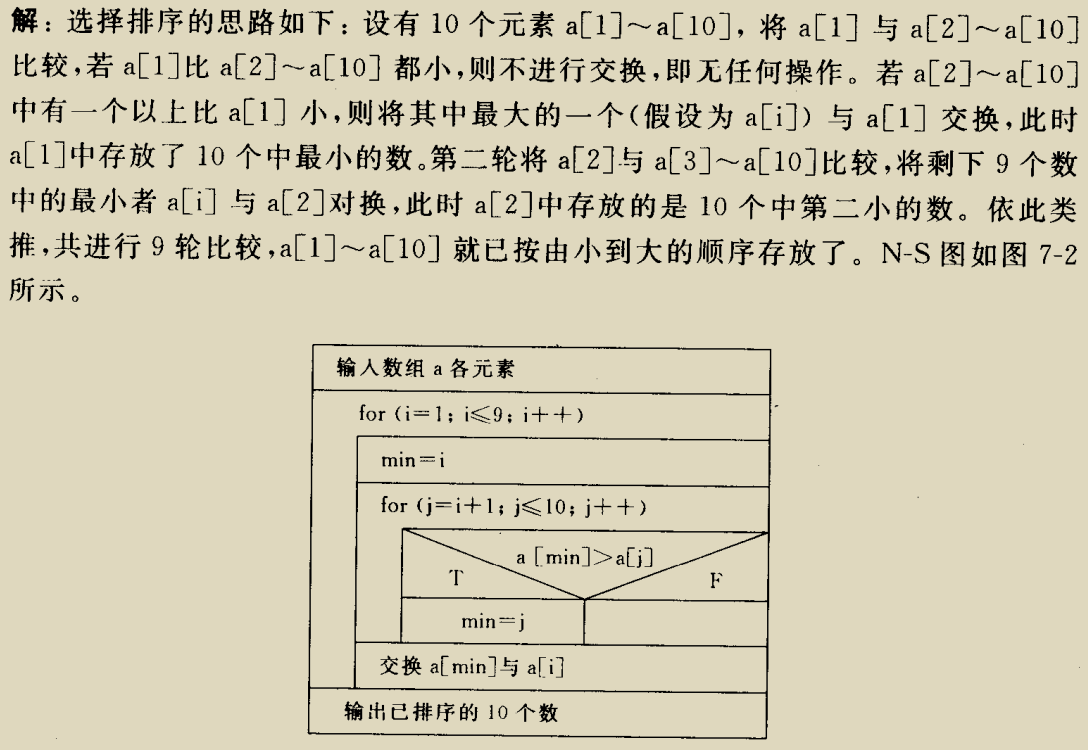 解：选择排序的思路如下：设有 10 个元素 a[1]～a[10]，将 a[1] 与 a[2]～a[10]
比较，若 a[1]比 a[2]～a[10] 都小，则不进行交换，即无任何操作。若 a[2]～a[10]
中有一个以上比 a[1] 小，则将其中最大的一个(假设为 a[i]) 与 a[1] 交换，此时
a[1]中存放了 10 个中最小的数。第二轮将 a[2]与 a[3]～a[10]比较，将剩下 9 个数
中的最小者 a[i] 与 a[2]对换，此时 a[2]中存放的是 10 个中第二小的数。依此类
推，共进行 9 轮比较，a[1]～a[10] 就已按由小到大的顺序存放了。N-S 图如图 7-2
所示。
输入数组 a 各元素
for (i=1; i≤9; i++)
min=i
for (j=i+1; j≤10; j++)
a [min]>a[j]
T
F
min=j
交换 a[min]与 a[i]
输出已排序的 10 个数